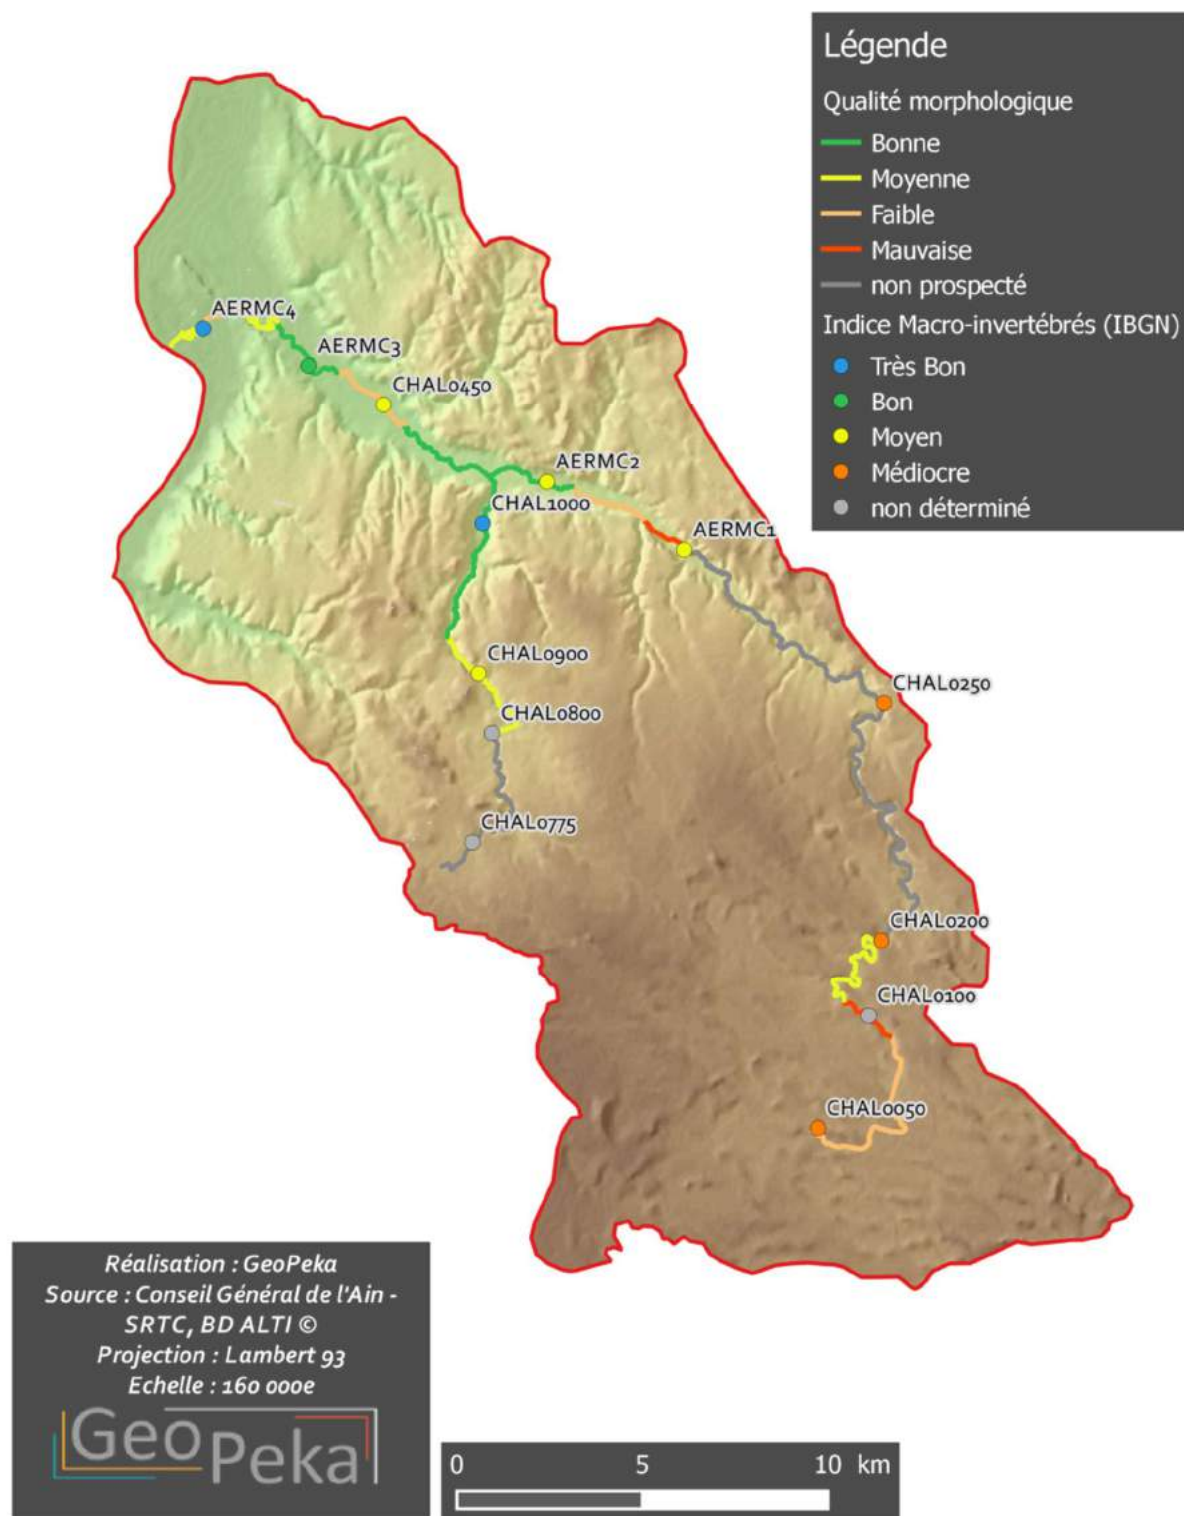 Légende
Qualité morphologique
Bonne
Moyenne
Faible
Mauvaise
non prospecté
Indice Macro-invertébrés (IBGN)
Très Bon
Bon
Moyen
Médiocre
non déterminé
AERMC4
AERMC3
CHAL0450
AERMC2
CHAL1000
AERMC1
CHAL0900
CHAL0250
CHAL0800
CHAL0775
CHAL0200
CHAL0100
CHAL0050
Réalisation : GeoPeka
Source : Conseil Général de l'Ain -
SRTC, BD ALTI ©
Projection : Lambert 93
Echelle : 160 000e
GeoPeka
0 5 10 km